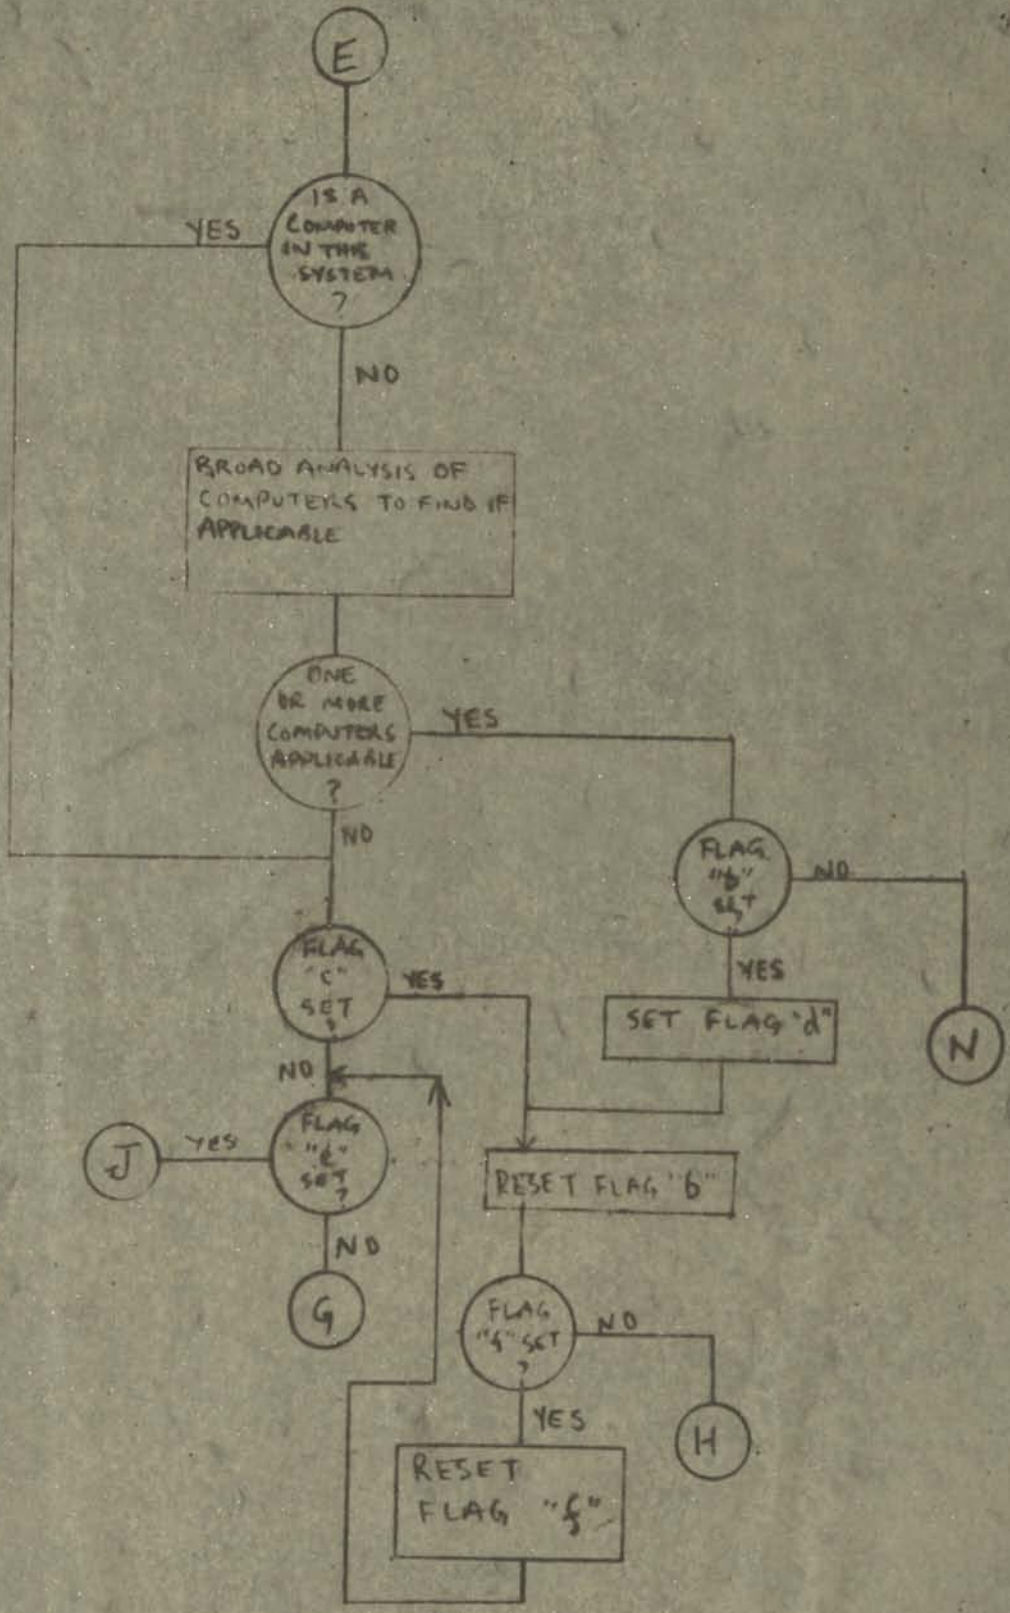 E
IS A
COMPUTER
IN THE
SYSTEM
?
YES
NO
BROAD ANALYSIS OF
COMPUTERS TO FIND IF
APPLICABLE
ONE
OR MORE
COMPUTERS
APPLICABLE
?
YES
NO
FLAG
"b"
SET
NO
YES
SET FLAG "d"
N
FLAG
"c"
SET
?
YES
NO
FLAG
SET
?
YES
J
NO
G
RESET FLAG "b"
FLAG
"f" SET
?
NO
H
YES
RESET
FLAG "f"